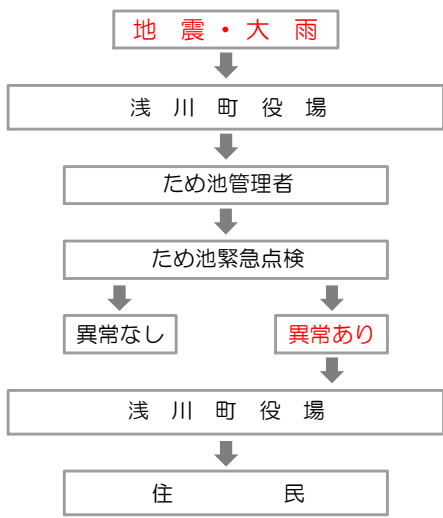 地 震・大 雨
浅 川 町 役 場
ため池管理者
ため池緊急点検
異常なし
異常あり
浅 川 町 役 場
住 民